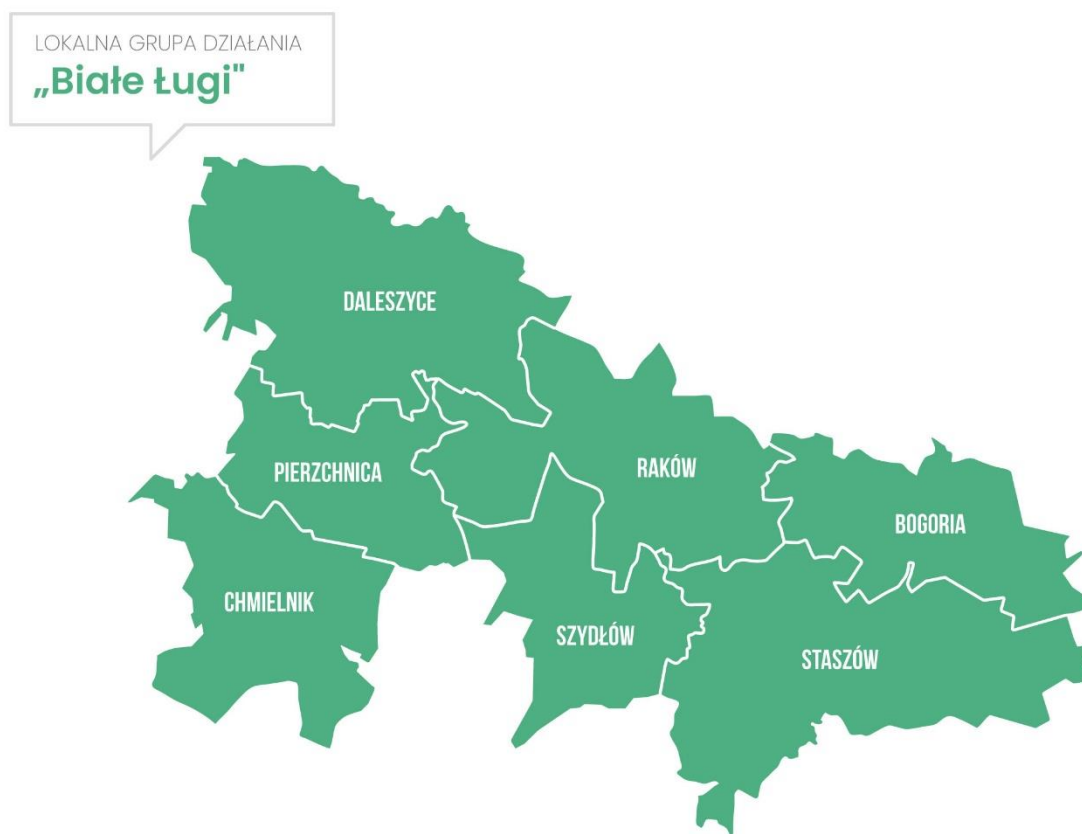 LOKALNA GRUPA DZIAŁANIA
„Białe Ługi"
DALESZYCE
PIERZCHNICA
RAKÓW
BOGORIA
CHMIELNIK
SZYDŁÓW
STASZÓW